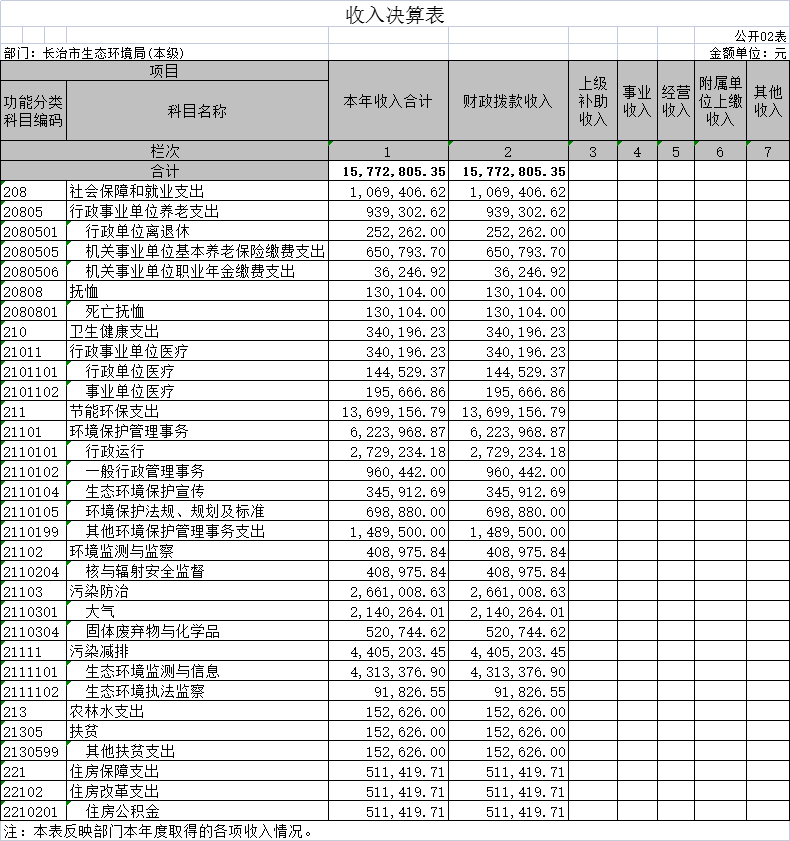 收入决算表
公开02表
部门：长治市生态环境局(本级) 金额单位：元
项目 本年收入合计 财政拨款收入 上级补助收入 事业收入 经营收入 附属单位上缴收入 其他收入
功能分类科目编码 科目名称
栏次 1 2 3 4 5 6 7
合计 15,772,805.35 15,772,805.35
208 社会保障和就业支出 1,069,406.62 1,069,406.62
20805 行政事业单位养老支出 939,302.62 939,302.62
2080501 行政单位离退休 252,262.00 252,262.00
2080505 机关事业单位基本养老保险缴费支出 650,793.70 650,793.70
2080506 机关事业单位职业年金缴费支出 36,246.92 36,246.92
20808 抚恤 130,104.00 130,104.00
2080801 死亡抚恤 130,104.00 130,104.00
210 卫生健康支出 340,196.23 340,196.23
21011 行政事业单位医疗 340,196.23 340,196.23
2101101 行政单位医疗 144,529.37 144,529.37
2101102 事业单位医疗 195,666.86 195,666.86
211 节能环保支出 13,699,156.79 13,699,156.79
21101 环境保护管理事务 6,223,968.87 6,223,968.87
2110101 行政运行 2,729,234.18 2,729,234.18
2110102 一般行政管理事务 960,442.00 960,442.00
2110104 生态环境保护宣传 345,912.69 345,912.69
2110105 环境保护法规、规划及标准 698,880.00 698,880.00
2110199 其他环境保护管理事务支出 1,489,500.00 1,489,500.00
21102 环境监测与监察 408,975.84 408,975.84
2110204 核与辐射安全监督 408,975.84 408,975.84
21103 污染防治 2,661,008.63 2,661,008.63
2110301 大气 2,140,264.01 2,140,264.01
2110304 固体废弃物与化学品 520,744.62 520,744.62
21111 污染减排 4,405,203.45 4,405,203.45
2111101 生态环境监测与信息 4,313,376.90 4,313,376.90
2111102 生态环境执法监察 91,826.55 91,826.55
213 农林水支出 152,626.00 152,626.00
21305 扶贫 152,626.00 152,626.00
2130599 其他扶贫支出 152,626.00 152,626.00
221 住房保障支出 511,419.71 511,419.71
22102 住房改革支出 511,419.71 511,419.71
2210201 住房公积金 511,419.71 511,419.71
注：本表反映部门本年度取得的各项收入情况。